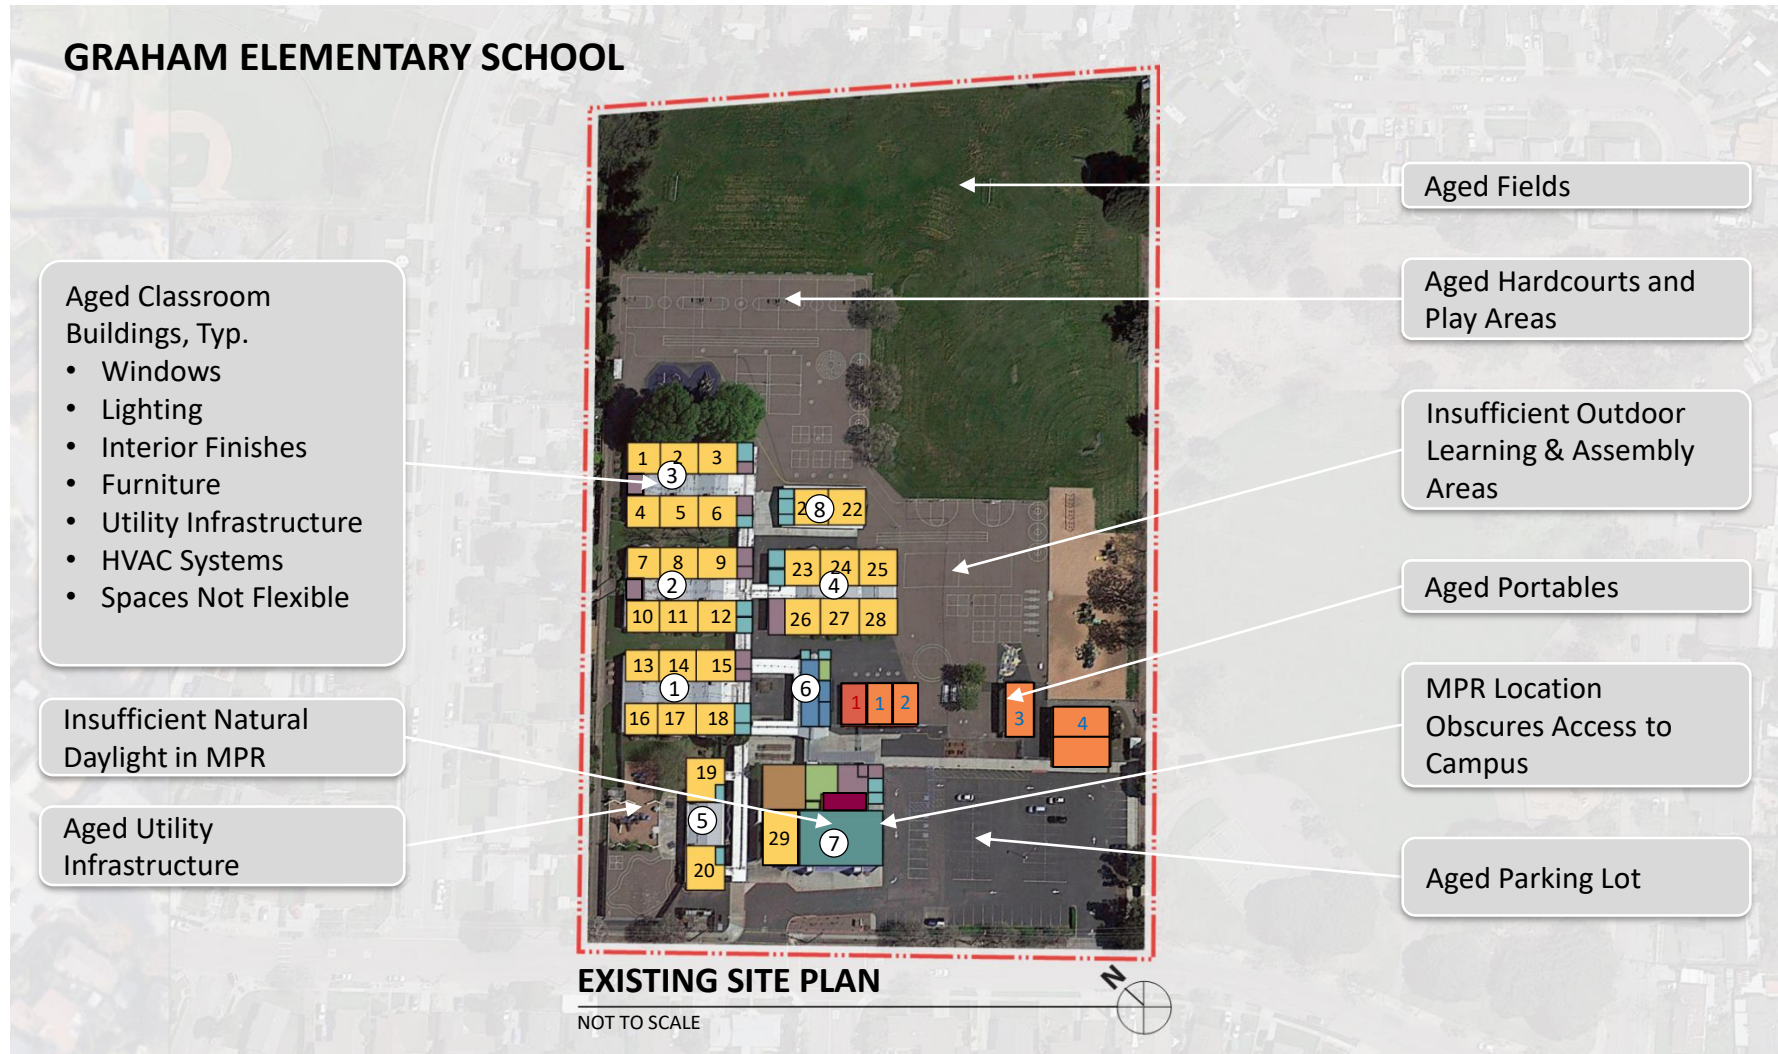 GRAHAM ELEMENTARY SCHOOL
Aged Classroom
Buildings, Typ.
• Windows
• Lighting
• Interior Finishes
• Furniture
• Utility Infrastructure
• HVAC Systems
• Spaces Not Flexible
Insufficient Natural
Daylight in MPR
Aged Utility
Infrastructure
1 2 3
3
4 5 6
8 22
7 8 9
2
10 11 12
23 24 25
4
26 27 28
13 14 15
1
16 17 18
6
1 1 2
3
4
19
5
20
29
7
Aged Fields
Aged Hardcourts and
Play Areas
Insufficient Outdoor
Learning & Assembly
Areas
Aged Portables
MPR Location
Obscures Access to
Campus
Aged Parking Lot
EXISTING SITE PLAN
NOT TO SCALE
N